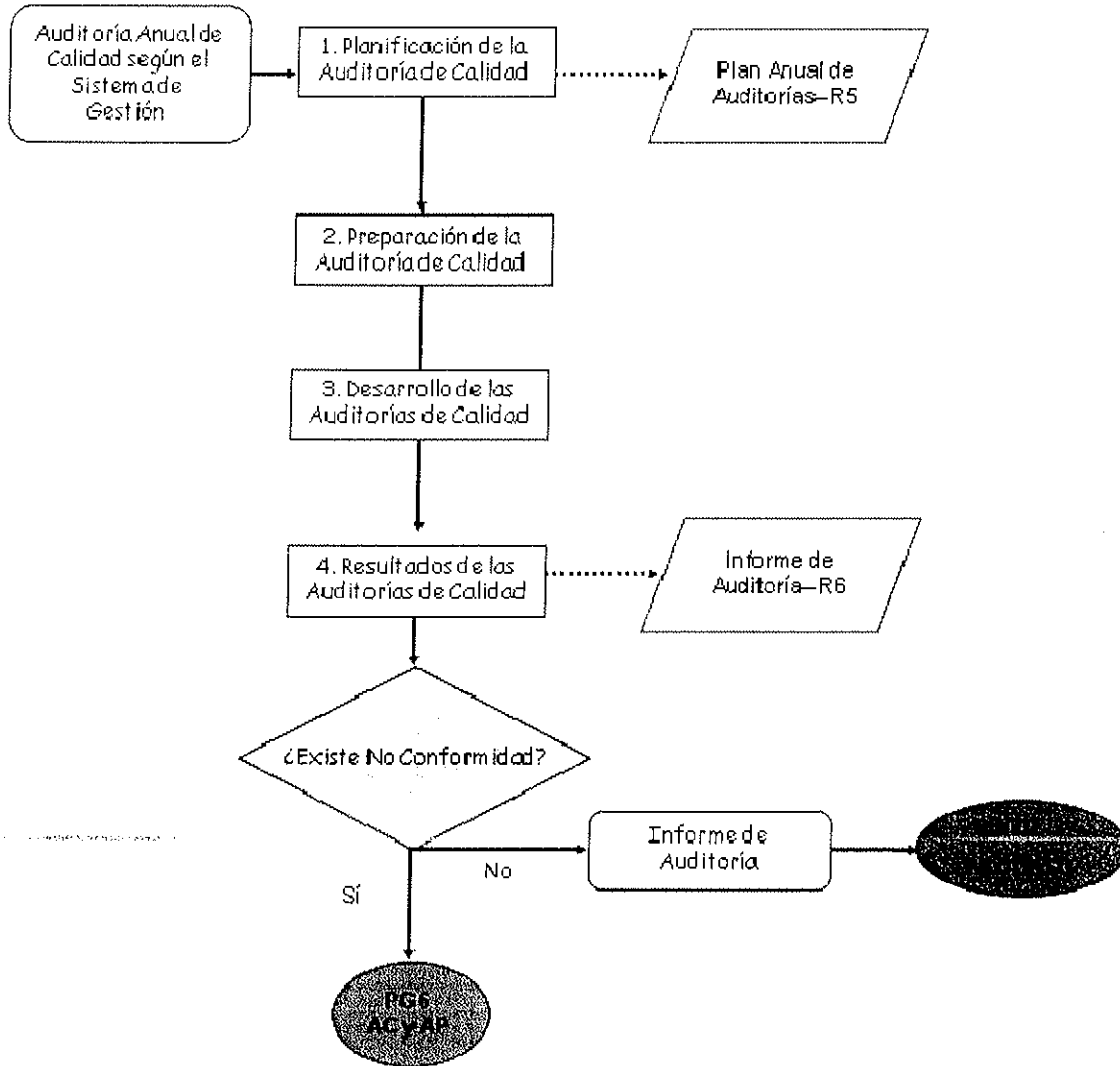 Auditoría Anual de
Calidad según el
Sistema de
Gestión
1. Planificación de la
Auditoría de Calidad
Plan Anual de
Auditorías–R5
2. Preparación de la
Auditoría de Calidad
3. Desarrollo de las
Auditorías de Calidad
4. Resultados de las
Auditorías de Calidad
Informe de
Auditoría–R6
¿Existe No Conformidad?
Informe de
Auditoría
No
Sí
PG6
AC y AP